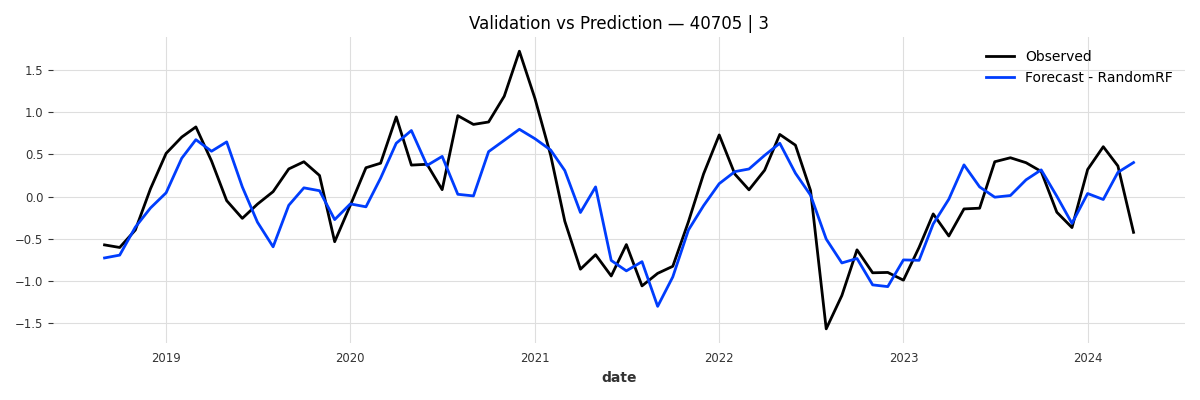 Validation vs Prediction — 40705 | 3
Observed
Forecast - RandomRF
1.5
1.0
0.5
0.0
−0.5
−1.0
−1.5
2019 2020 2021 2022 2023 2024
date